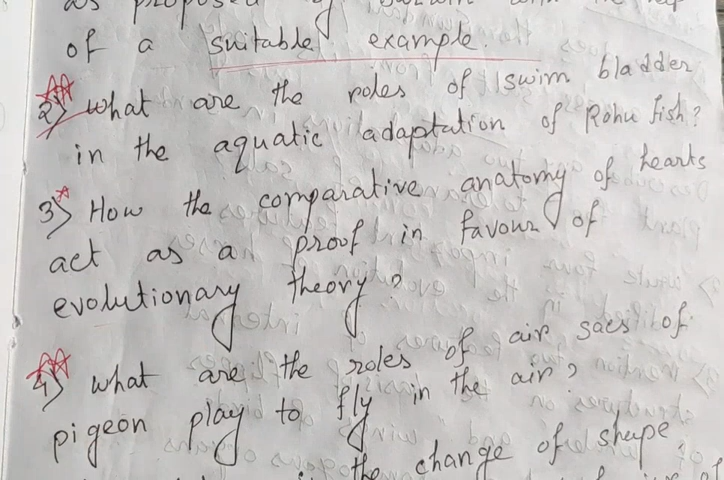 as proposed
of a suitable example.
2) What are the roles of swim bladder
in the aquatic adaptation of Rohu fish?
3) How the comparative anatomy of hearts
act as a proof in favour of
evolutionary theory?
4) What are the roles of air sacs of
pigeon play to fly in the air?
the change of shape